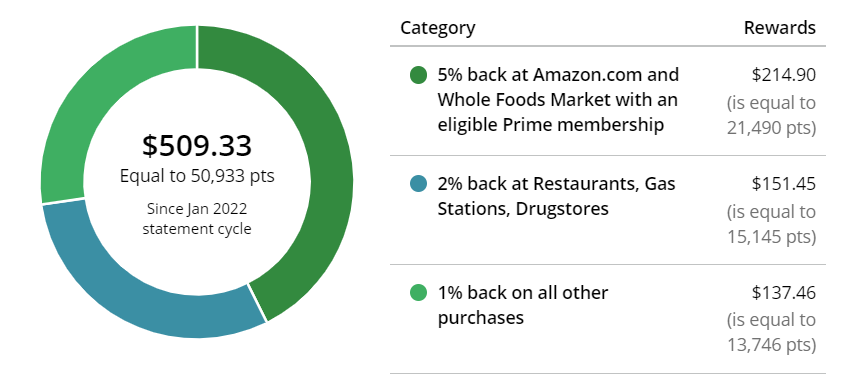 $509.33
Equal to 50,933 pts
Since Jan 2022
statement cycle
Category
Rewards
5% back at Amazon.com and
Whole Foods Market with an
eligible Prime membership
$214.90
(is equal to
21,490 pts)
2% back at Restaurants, Gas
Stations, Drugstores
$151.45
(is equal to
15,145 pts)
1% back on all other
purchases
$137.46
(is equal to
13,746 pts)